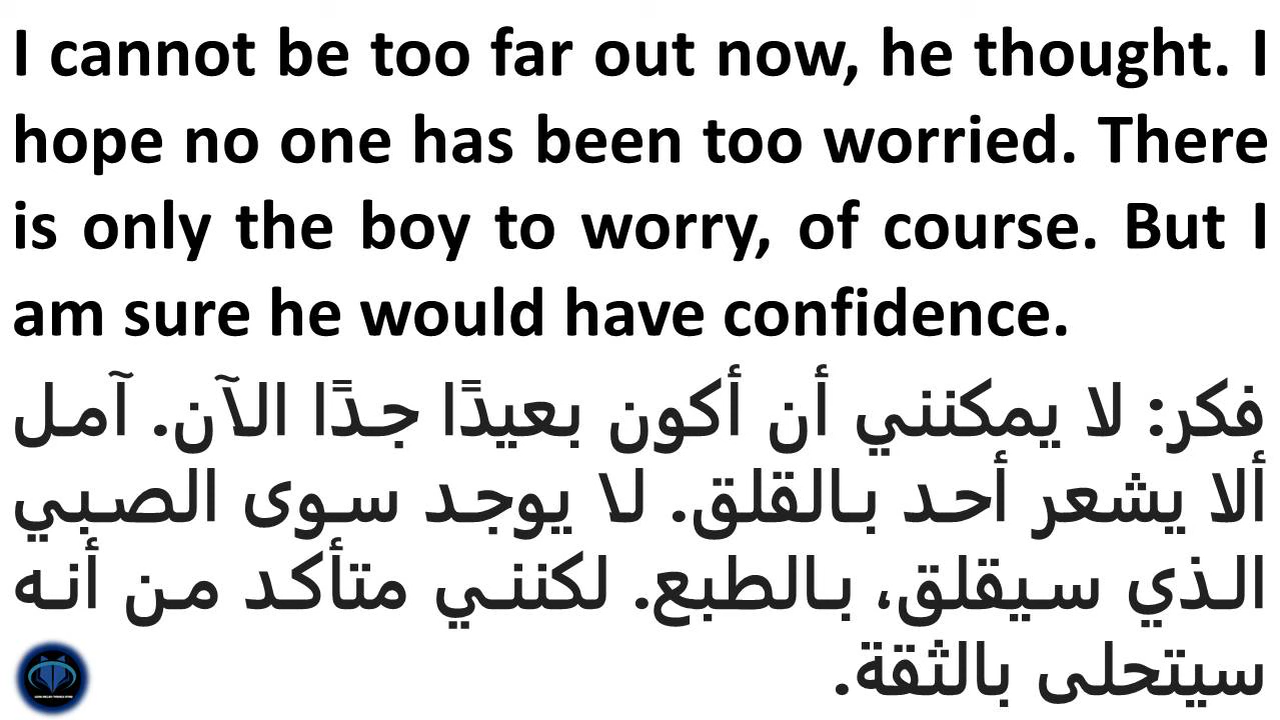 I cannot be too far out now, he thought. I
hope no one has been too worried. There
is only the boy to worry, of course. But I
am sure he would have confidence.
فكر: لا يمكنني أن أكون بعيدًا جدًا الآن. آمل
ألا يشعر أحد بالقلق. لا يوجد سوى الصبي
الذي سيقلق، بالطبع. لكنني متأكد من أنه
سيتحلى بالثقة.